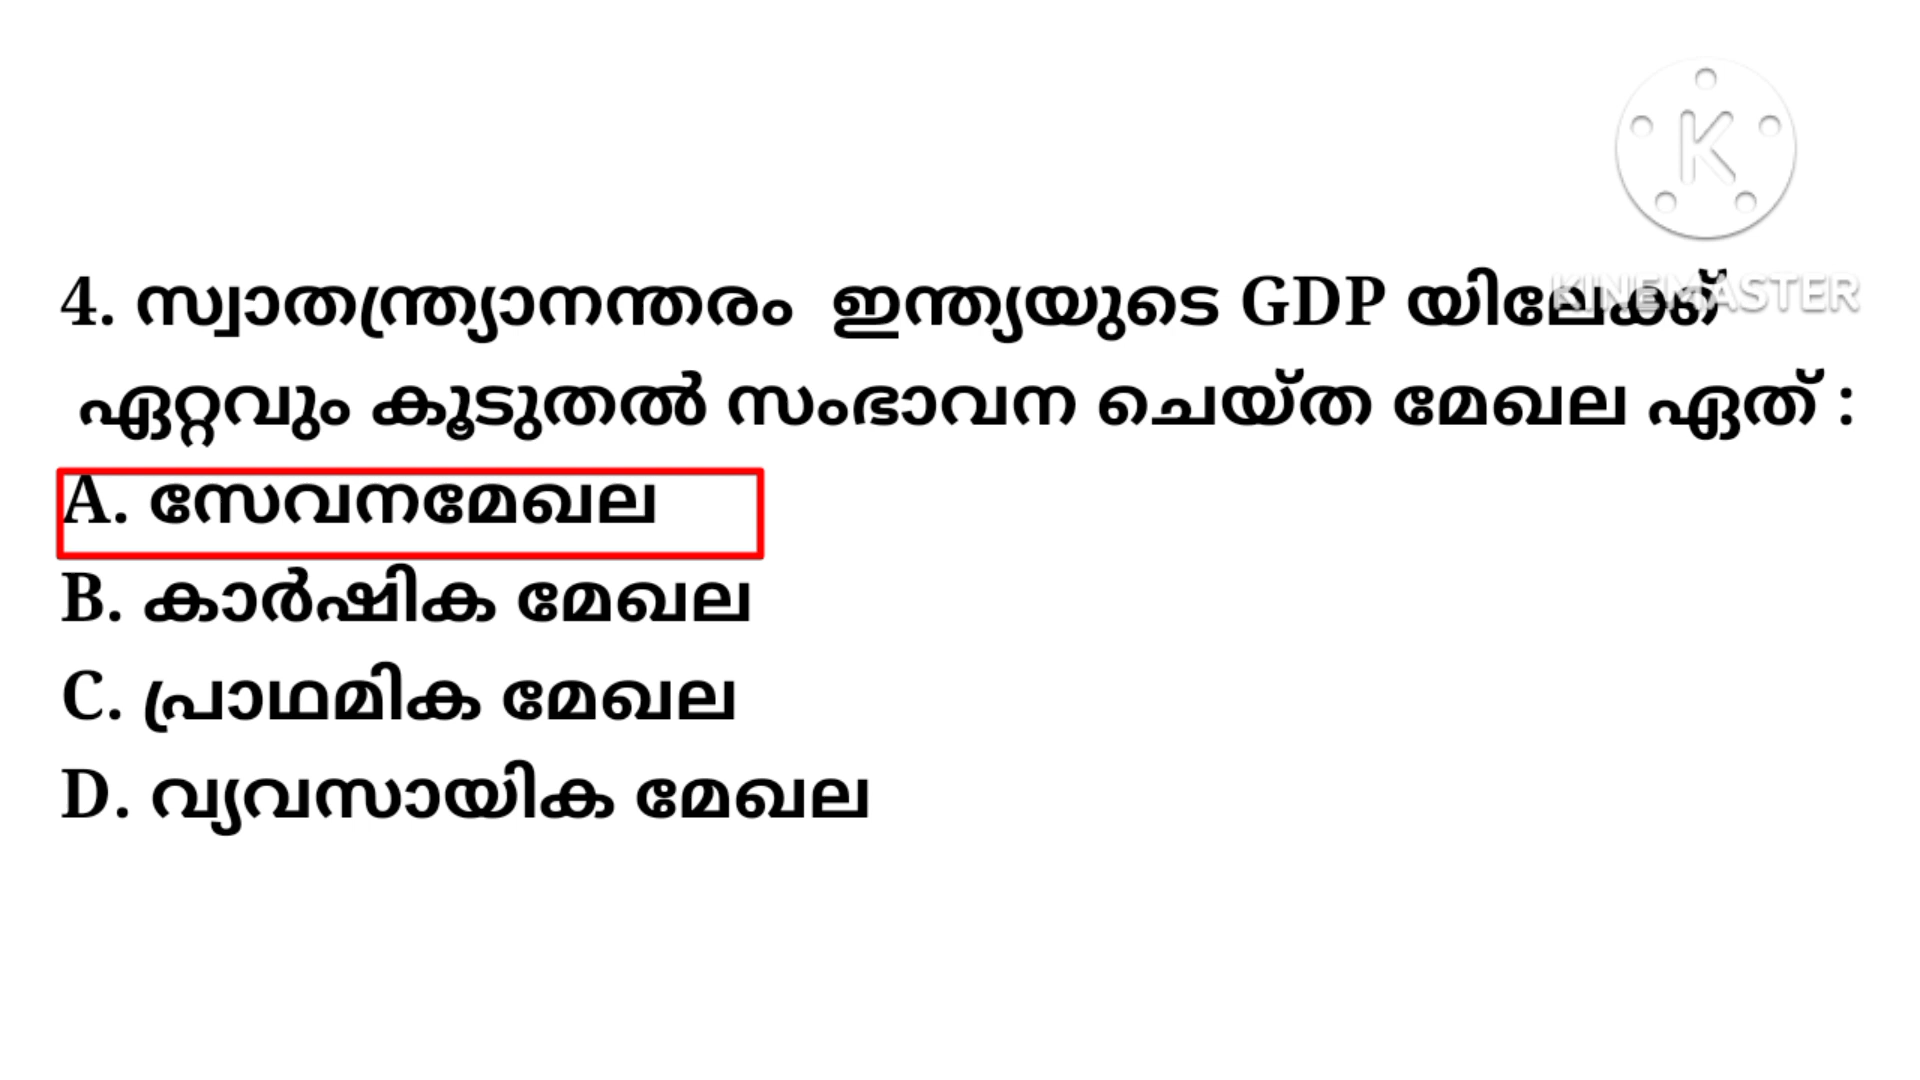 4. സ്വാതന്ത്ര്യാനന്തരം ഇന്ത്യയുടെ GDP യിലേക്ക്
ഏറ്റവും കൂടുതൽ സംഭാവന ചെയ്ത മേഖല ഏത് :
A. സേവനമേഖല
B. കാർഷിക മേഖല
C. പ്രാഥമിക മേഖല
D. വ്യവസായിക മേഖല
K
KINEMASTER